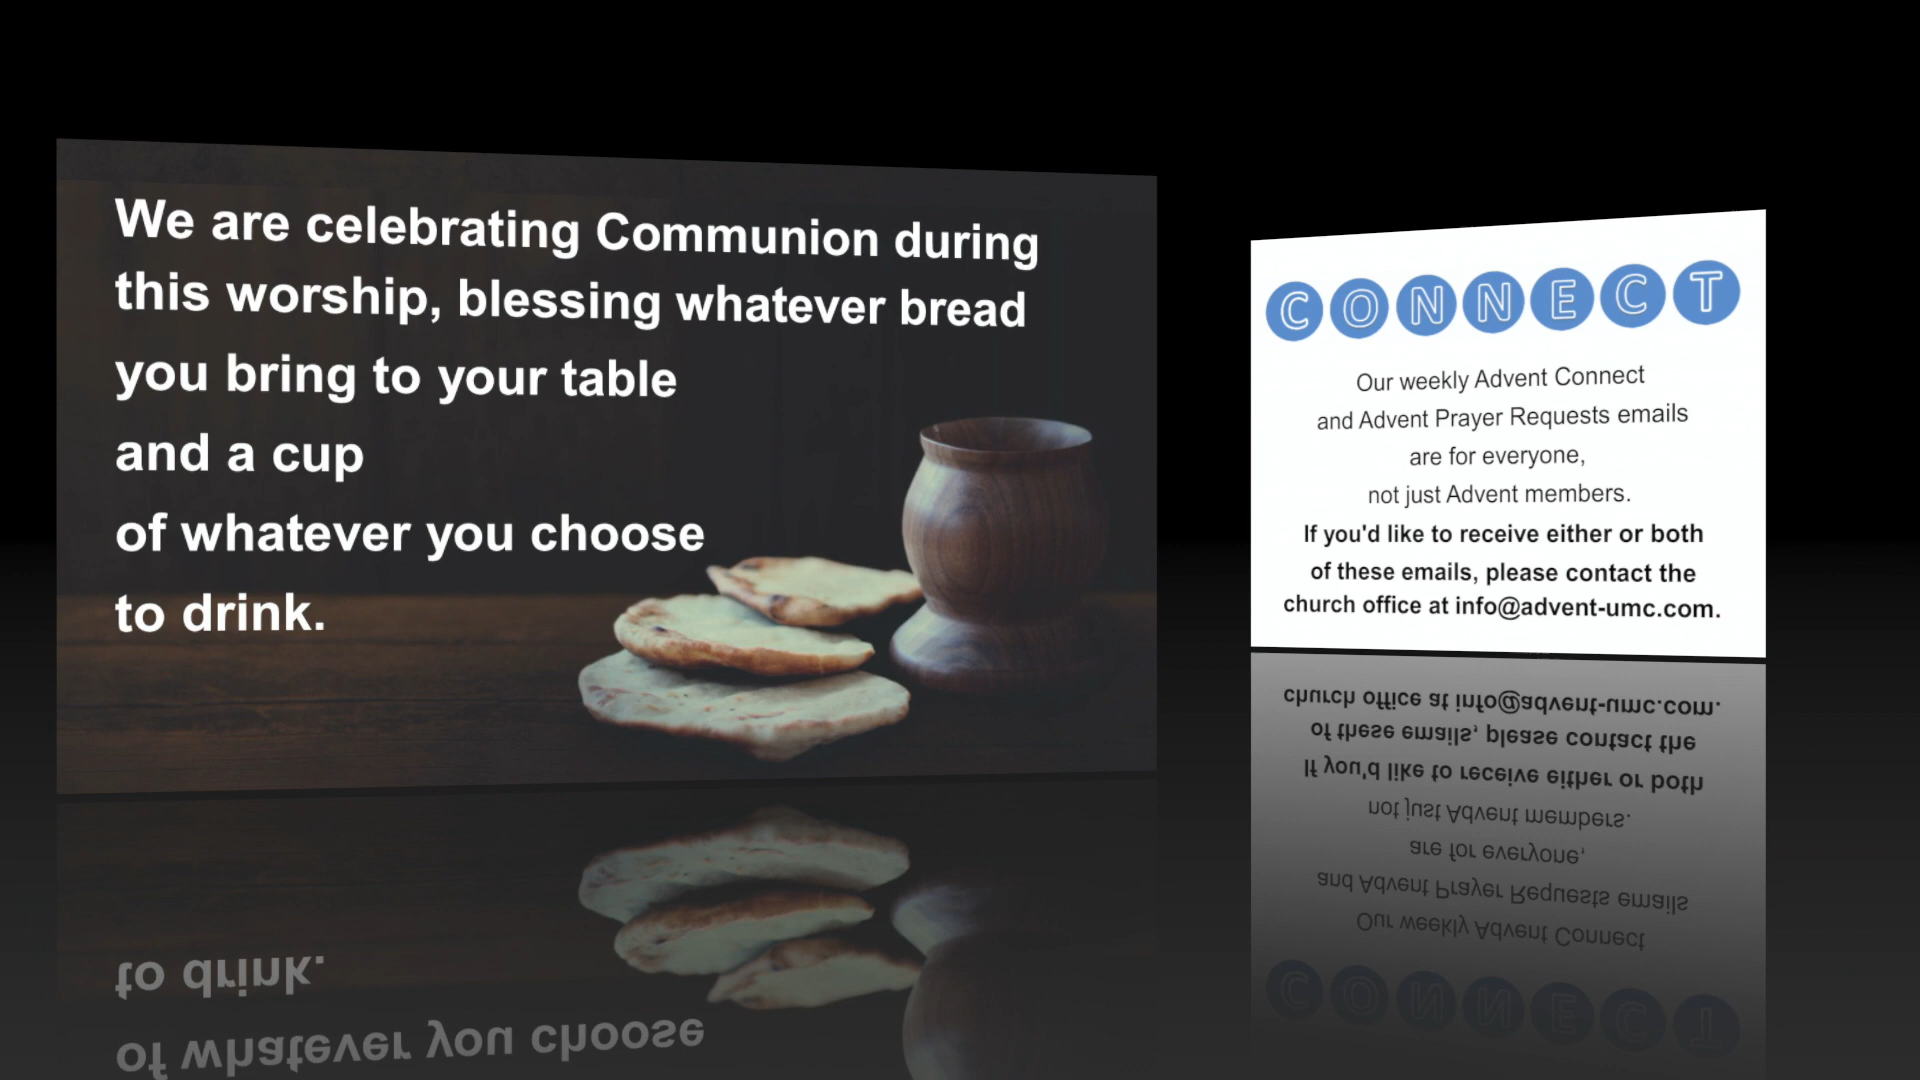 We are celebrating Communion during
this worship, blessing whatever bread
you bring to your table
and a cup
of whatever you choose
to drink.
CONNECT
Our weekly Advent Connect
and Advent Prayer Requests emails
are for everyone,
not just Advent members.
If you'd like to receive either or both
of these emails, please contact the
church office at info@advent-umc.com.